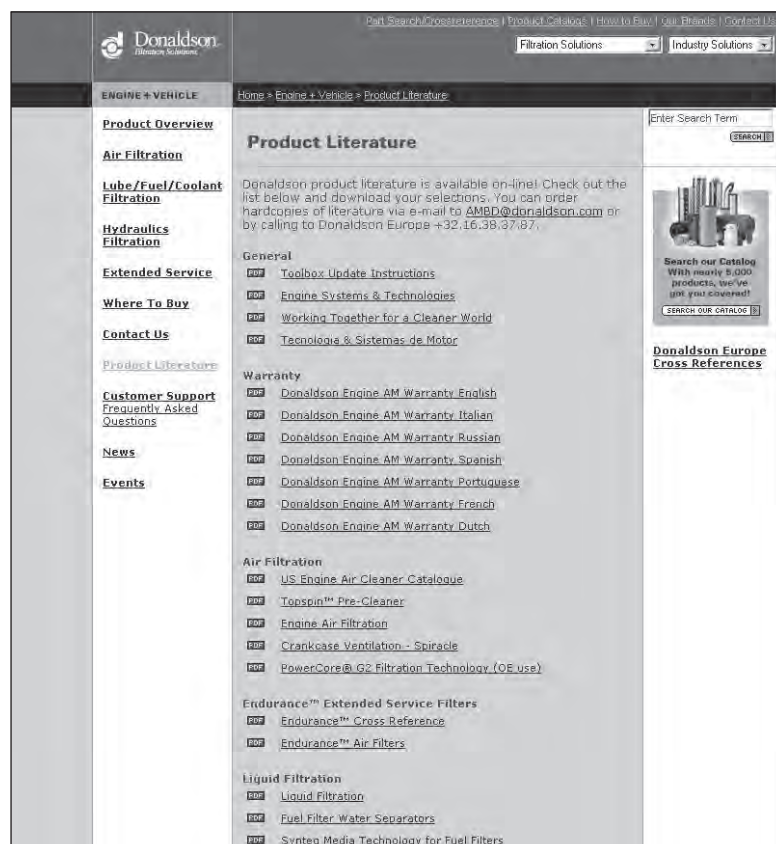 Part Search/Crossreference | Product Catalogs | How to Buy | Our Brands | Contact Us
Donaldson
Filtration Solutions
Filtration Solutions
Industry Solutions
ENGINE + VEHICLE
Home > Engine + Vehicle > Product Literature
Product Overview
Air Filtration
Lube/Fuel/Coolant
Filtration
Hydraulics
Filtration
Extended Service
Where To Buy
Contact Us
Product Literature
Customer Support
Frequently Asked
Questions
News
Events
Product Literature
Donaldson product literature is available on-line! Check out the
list below and download your selections. You can order
hardcopies of literature via e-mail to AMBD@donaldson.com or
by calling to Donaldson Europe +32.16.38.37.87.
General
PDF Toolbox Update Instructions
PDF Engine Systems & Technologies
PDF Working Together for a Cleaner World
PDF Tecnologia & Sistemas de Motor
Warranty
PDF Donaldson Engine AM Warranty English
PDF Donaldson Engine AM Warranty Italian
PDF Donaldson Engine AM Warranty Russian
PDF Donaldson Engine AM Warranty Spanish
PDF Donaldson Engine AM Warranty Portuguese
PDF Donaldson Engine AM Warranty French
PDF Donaldson Engine AM Warranty Dutch
Air Filtration
PDF US Engine Air Cleaner Catalogue
PDF Topspin™ Pre-Cleaner
PDF Engine Air Filtration
PDF Crankcase Ventilation - Spiracle
PDF PowerCore® G2 Filtration Technology (OE use)
Endurance™ Extended Service Filters
PDF Endurance™ Cross Reference
PDF Endurance™ Air Filters
Liquid Filtration
PDF Liquid Filtration
PDF Fuel Filter Water Separators
PDF Synteq Media Technology for Fuel Filters
Enter Search Term
SEARCH
Search our Catalog
With nearly 5,000
products, we've
got you covered!
SEARCH OUR CATALOG
Donaldson Europe
Cross References